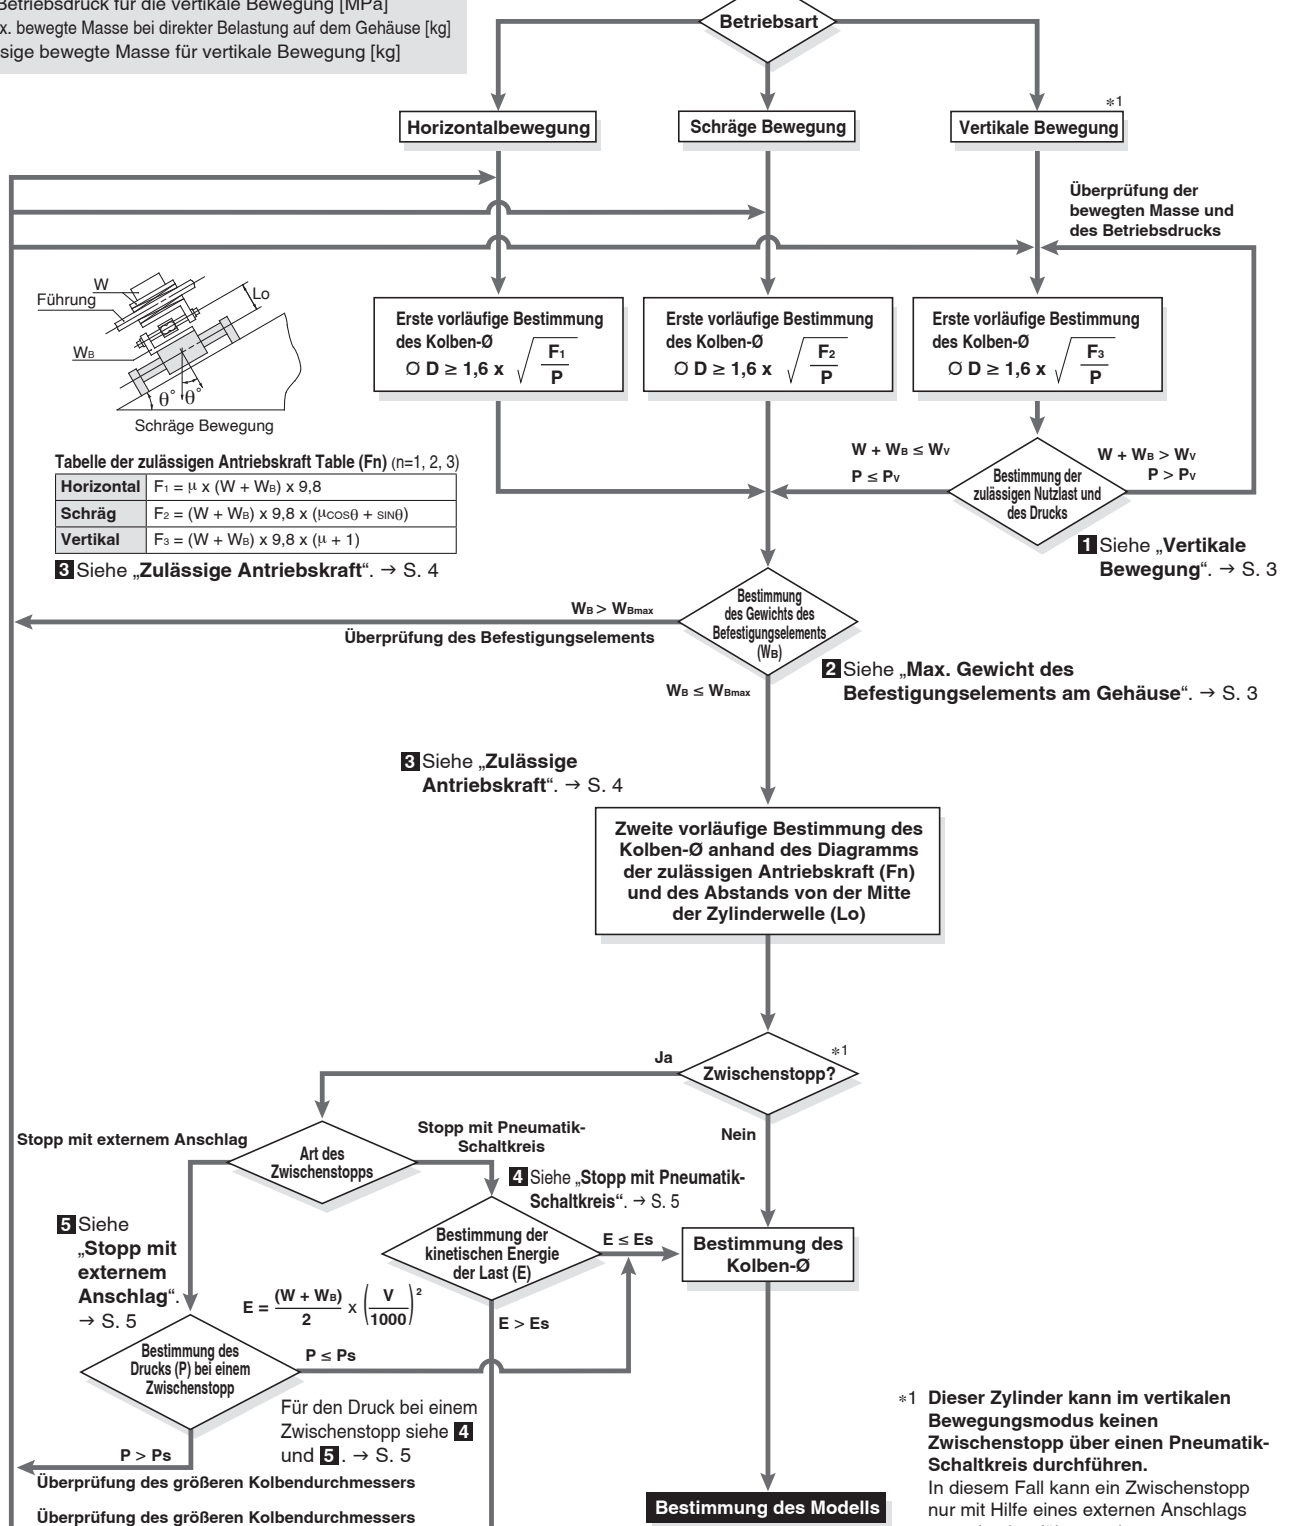 Betriebsdruck für die vertikale Bewegung [MPa]
x. bewegte Masse bei direkter Belastung auf dem Gehäuse [kg]
sige bewegte Masse für vertikale Bewegung [kg]
Betriebsart
Horizontalbewegung
Schräge Bewegung
*1
Vertikale Bewegung
Überprüfung der
bewegten Masse und
des Betriebsdrucks
W
Führung
Lo
WB
θ° θ°
Schräge Bewegung
Erste vorläufige Bestimmung
des Kolben-Ø
Ø D ≥ 1,6 x √ F1 / P
Erste vorläufige Bestimmung
des Kolben-Ø
Ø D ≥ 1,6 x √ F2 / P
Erste vorläufige Bestimmung
des Kolben-Ø
Ø D ≥ 1,6 x √ F3 / P
Tabelle der zulässigen Antriebskraft Table (Fn) (n=1, 2, 3)
Horizontal F1 = μ x (W + WB) x 9,8
Schräg F2 = (W + WB) x 9,8 x (μcosθ + sinθ)
Vertikal F3 = (W + WB) x 9,8 x (μ + 1)
3 Siehe „Zulässige Antriebskraft“. → S. 4
W + WB ≤ WV
P ≤ PV
Bestimmung der
zulässigen Nutzlast und
des Drucks
W + WB > WV
P > PV
1 Siehe „Vertikale
Bewegung“. → S. 3
WB > WBmax
Überprüfung des Befestigungselements
Bestimmung
des Gewichts des
Befestigungselements
(WB)
WB ≤ WBmax
2 Siehe „Max. Gewicht des
Befestigungselements am Gehäuse“. → S. 3
3 Siehe „Zulässige
Antriebskraft“. → S. 4
Zweite vorläufige Bestimmung des
Kolben-Ø anhand des Diagramms
der zulässigen Antriebskraft (Fn)
und des Abstands von der Mitte
der Zylinderwelle (Lo)
Ja
*1
Zwischenstopp?
Nein
Stopp mit externem Anschlag
Art des
Zwischenstopps
Stopp mit Pneumatik-
Schaltkreis
4 Siehe „Stopp mit Pneumatik-
Schaltkreis“. → S. 5
5 Siehe
„Stopp mit
externem
Anschlag“.
→ S. 5
Bestimmung der
kinetischen Energie
der Last (E)
E ≤ Es
Bestimmung des
Kolben-Ø
E = (W + WB) / 2 x ( V / 1000 )²
E > Es
Bestimmung des
Drucks (P) bei einem
Zwischenstopp
P ≤ Ps
Für den Druck bei einem
Zwischenstopp siehe 4
und 5. → S. 5
P > Ps
Überprüfung des größeren Kolbendurchmessers
Überprüfung des größeren Kolbendurchmessers
Bestimmung des Modells
*1 Dieser Zylinder kann im vertikalen
Bewegungsmodus keinen
Zwischenstopp über einen Pneumatik-
Schaltkreis durchführen.
In diesem Fall kann ein Zwischenstopp
nur mit Hilfe eines externen Anschlags